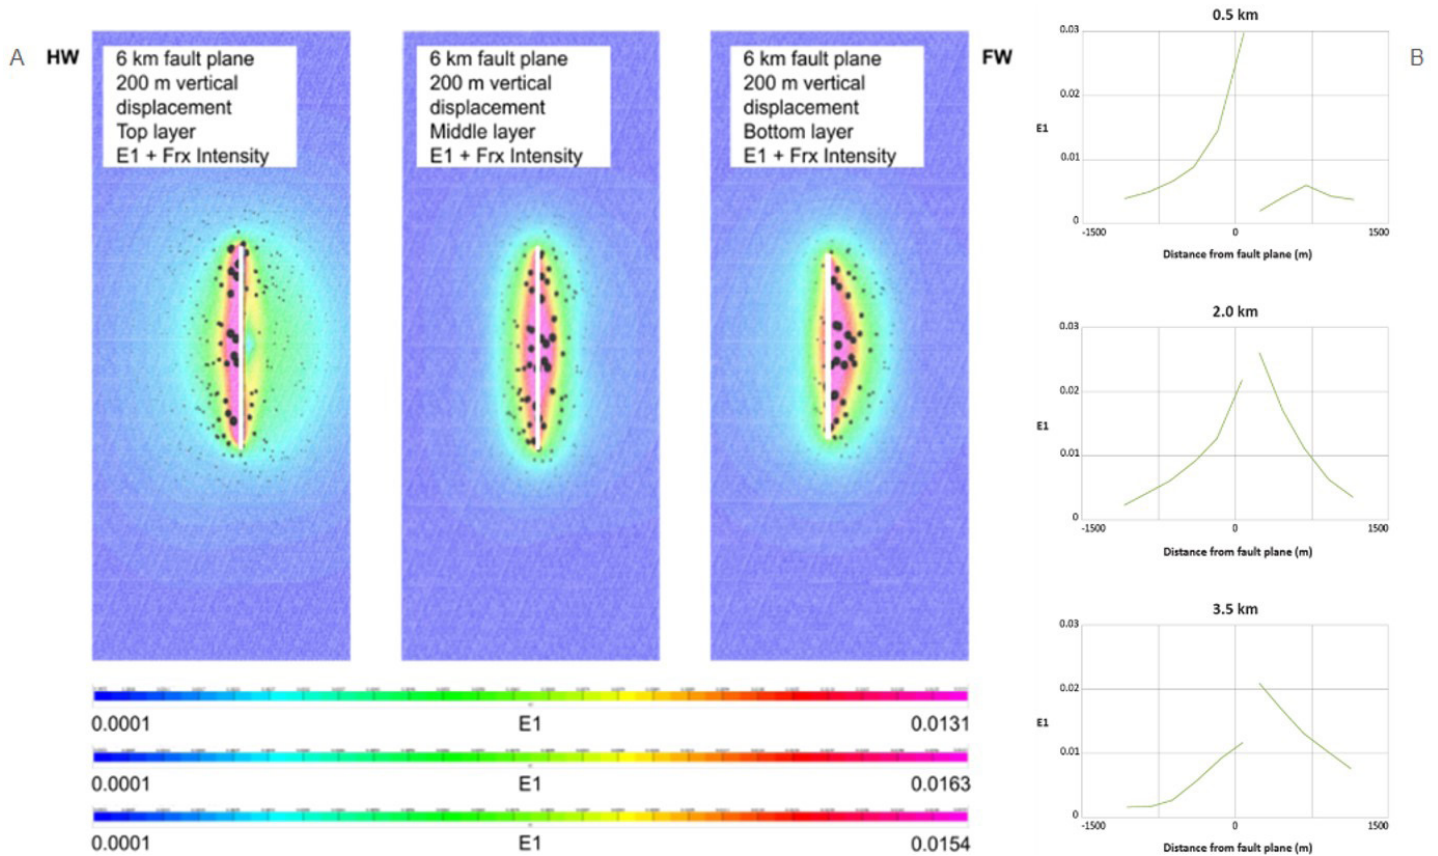 A
HW
6 km fault plane
200 m vertical
displacement
Top layer
E1 + Frx Intensity
6 km fault plane
200 m vertical
displacement
Middle layer
E1 + Frx Intensity
6 km fault plane
200 m vertical
displacement
Bottom layer
E1 + Frx Intensity
FW
0.0001 E1 0.0131
0.0001 E1 0.0163
0.0001 E1 0.0154
B
0.5 km
0.03
0.02
E1
0.01
0
-1500 0 1500
Distance from fault plane (m)
2.0 km
0.03
0.02
E1
0.01
0
-1500 0 1500
Distance from fault plane (m)
3.5 km
0.03
0.02
E1
0.01
0
-1500 0 1500
Distance from fault plane (m)